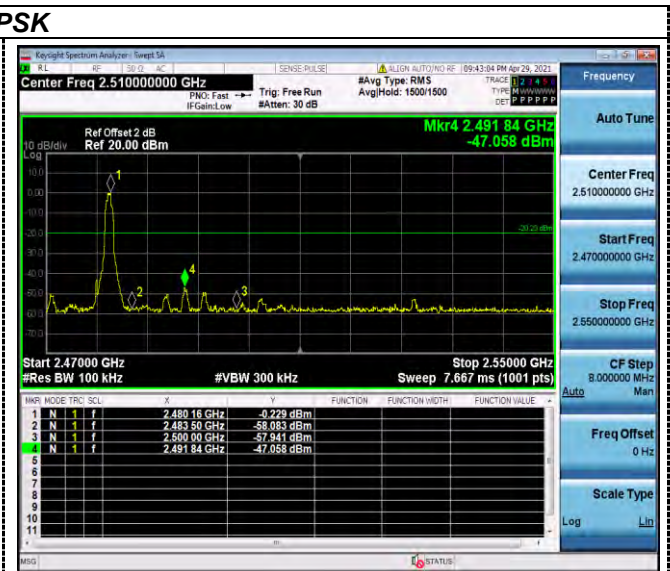 PSK
Keysight Spectrum Analyzer - Swept SA
RL RF 50 Ω AC SENSE:PULSE ALIGN AUTO/NO RF 09:43:04 PM Apr 29, 2021
Center Freq 2.510000000 GHz
PNO: Fast
IFGain:Low
Trig: Free Run
#Atten: 30 dB
#Avg Type: RMS
Avg|Hold: 1500/1500
TRACE 1 2 3 4 5 6
TYPE M W W W W W
DET P P P P P P
Frequency
Auto Tune
Center Freq
2.510000000 GHz
Start Freq
2.470000000 GHz
Stop Freq
2.550000000 GHz
CF Step
8.000000 MHz
Auto Man
Freq Offset
0 Hz
Scale Type
Log Lin
Mkr4 2.491 84 GHz
-47.058 dBm
10 dB/div
Log
Ref Offset 2 dB
Ref 20.00 dBm
10.0
0.00
-10.0
-20.0
-30.0
-40.0
-50.0
-60.0
-70.0
1
2
3
4
Start 2.47000 GHz Stop 2.55000 GHz
#Res BW 100 kHz #VBW 300 kHz Sweep 7.667 ms (1001 pts)
MKR MODE TRC SCL X Y FUNCTION FUNCTION WIDTH FUNCTION VALUE
1 N 1 f 2.480 16 GHz -0.229 dBm
2 N 1 f 2.483 50 GHz -58.083 dBm
3 N 1 f 2.500 00 GHz -57.941 dBm
4 N 1 f 2.491 84 GHz -47.058 dBm
5
6
7
8
9
10
11
MSG STATUS